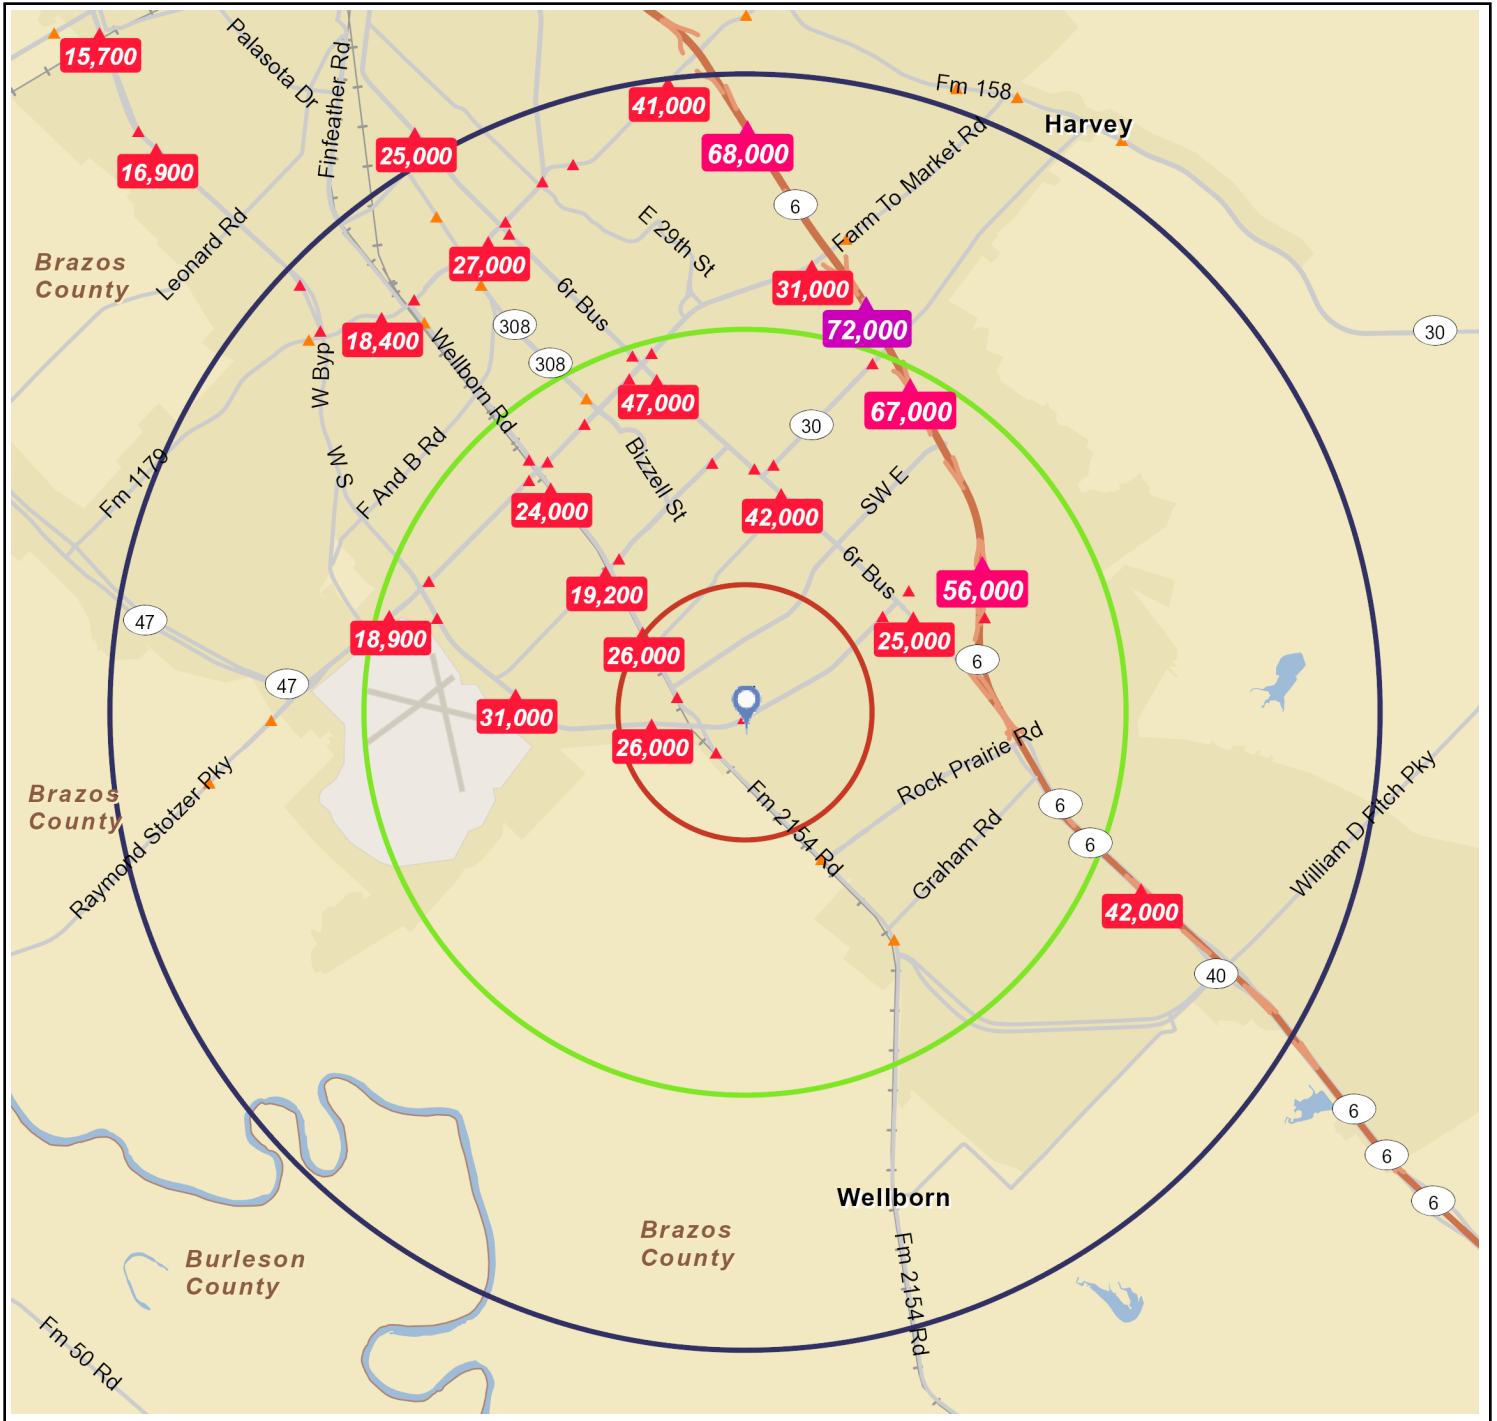 15,700
Palasota Dr
Finfeather Rd
41,000
Fm 158
Harvey
16,900
25,000
68,000
6
Farm To Market Rd
Leonard Rd
E 29th St
Brazos
County
27,000
31,000
6r Bus
308
18,400
72,000
30
308
Wellborn Rd
W Byp
47,000
67,000
30
Fm 1179
W S
F And B Rd
Bizzell St
SW E
24,000
42,000
6r Bus
19,200
56,000
47
18,900
25,000
26,000
6
47
31,000
26,000
Rock Prairie Rd
Raymond Stotzer Pky
Brazos
County
Fm 2154 Rd
6
William D Fitch Pky
6
Graham Rd
42,000
40
6
6
Wellborn
6
Brazos
County
Burleson
County
Fm 2154 Rd
Fm 50 Rd